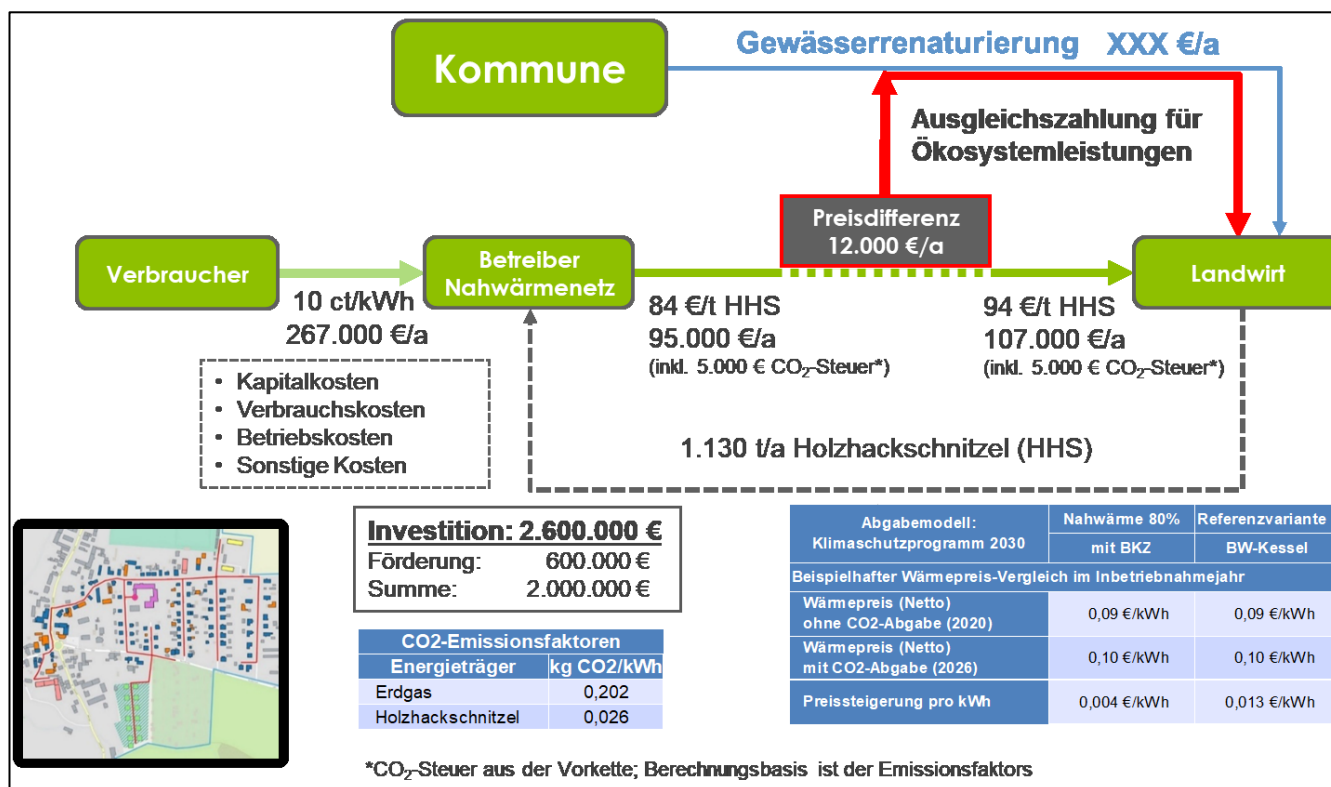 Kommune
Gewässerrenaturierung XXX €/a
Ausgleichszahlung für
Ökosystemleistungen
Preisdifferenz
12.000 €/a
Verbraucher
Betreiber
Nahwärmenetz
Landwirt
10 ct/kWh
267.000 €/a
84 €/t HHS
95.000 €/a
(inkl. 5.000 € CO₂-Steuer*)
94 €/t HHS
107.000 €/a
(inkl. 5.000 € CO₂-Steuer*)
• Kapitalkosten
• Verbrauchskosten
• Betriebskosten
• Sonstige Kosten
1.130 t/a Holzhackschnitzel (HHS)
Investition: 2.600.000 €
Förderung: 600.000 €
Summe: 2.000.000 €
CO2-Emissionsfaktoren
Energieträger kg CO2/kWh
Erdgas 0,202
Holzhackschnitzel 0,026
Abgabemodell: Nahwärme 80% Referenzvariante
Klimaschutzprogramm 2030 mit BKZ BW-Kessel
Beispielhafter Wärmepreis-Vergleich im Inbetriebnahmejahr
Wärmepreis (Netto)
ohne CO2-Abgabe (2020) 0,09 €/kWh 0,09 €/kWh
Wärmepreis (Netto)
mit CO2-Abgabe (2026) 0,10 €/kWh 0,10 €/kWh
Preissteigerung pro kWh 0,004 €/kWh 0,013 €/kWh
*CO₂-Steuer aus der Vorkette; Berechnungsbasis ist der Emissionsfaktors